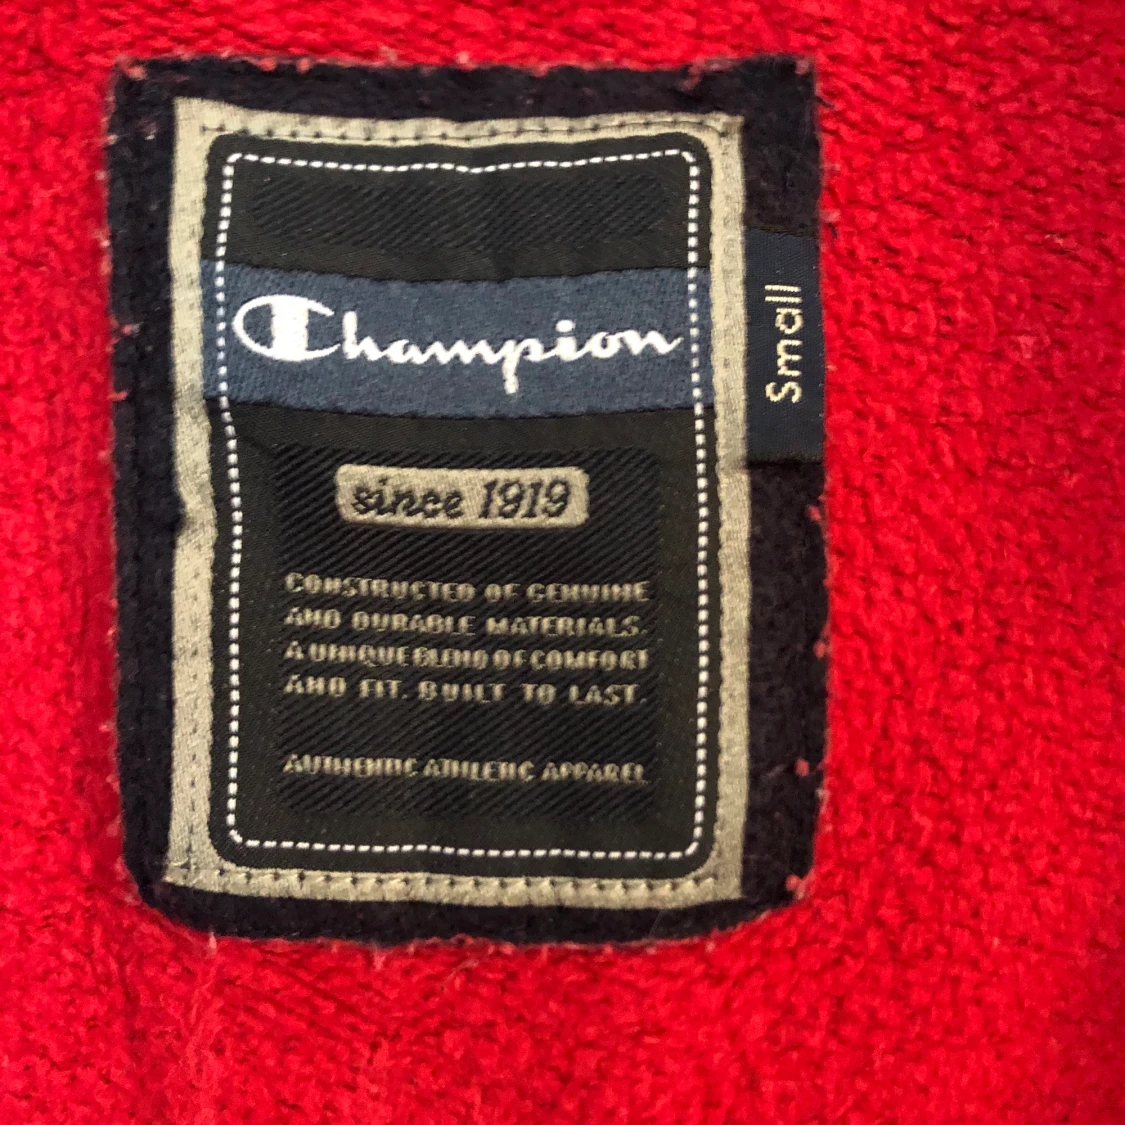 Champion
Small
since 1919
CONSTRUCTED OF GENUINE
AND DURABLE MATERIALS.
A UNIQUE BLEND OF COMFORT
AND FIT. BUILT TO LAST.
AUTHENTIC ATHLETIC APPAREL